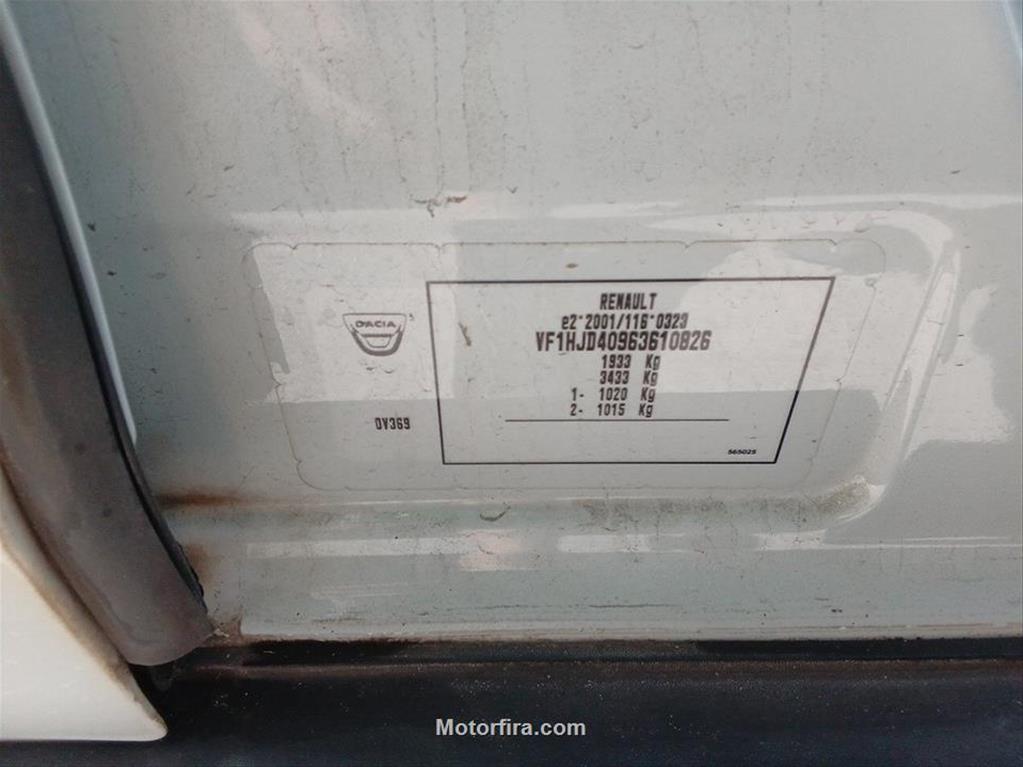 RENAULT
e2*2001/116*0323
VF1HJD40963610826
1933 Kg
3433 Kg
1- 1020 Kg
2- 1015 Kg
DACIA
0V369
565025
Motorfira.com